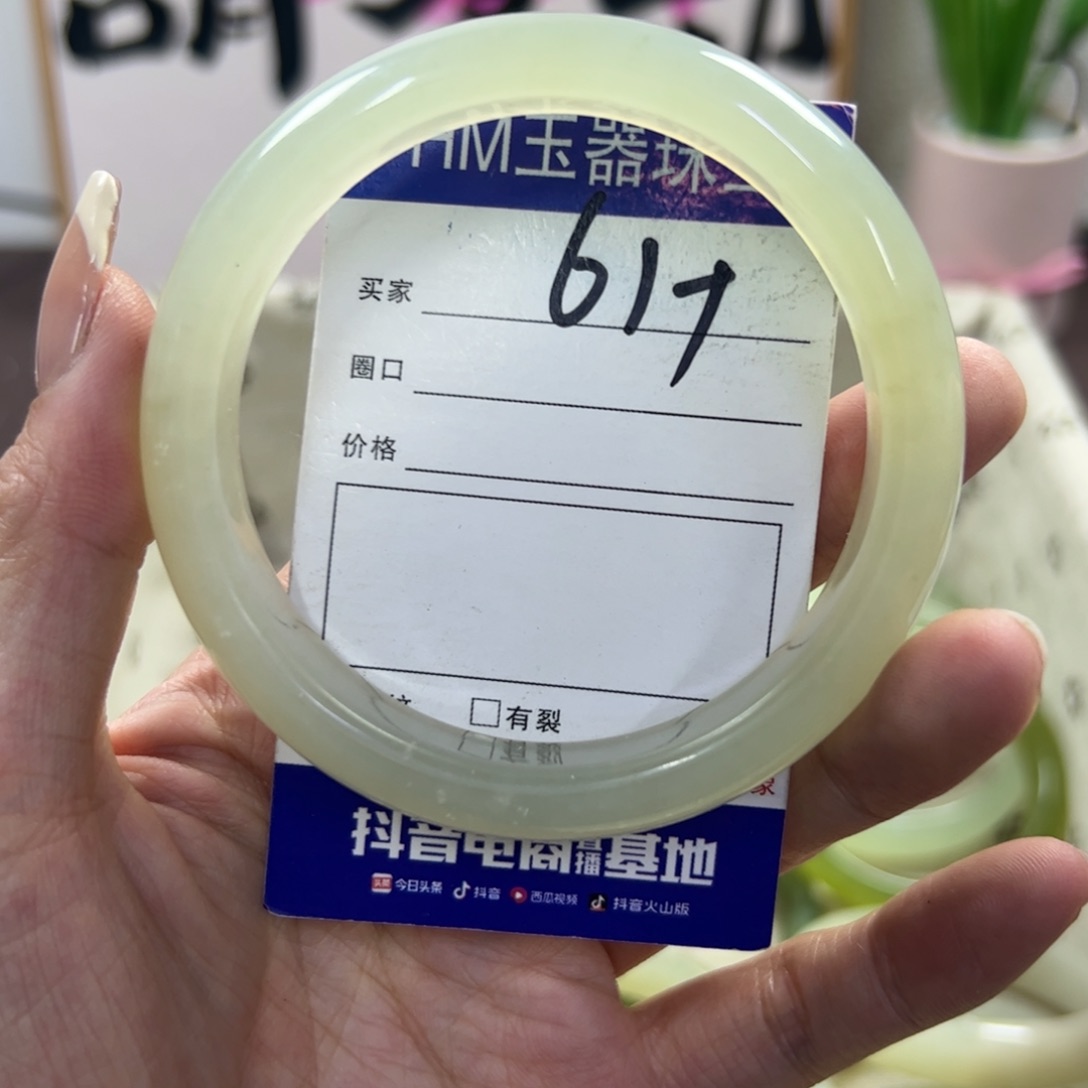 HM玉器珠
617
买家
圈口
价格
有裂
抖音电商直播基地
今日头条 抖音 西瓜视频 抖音火山版